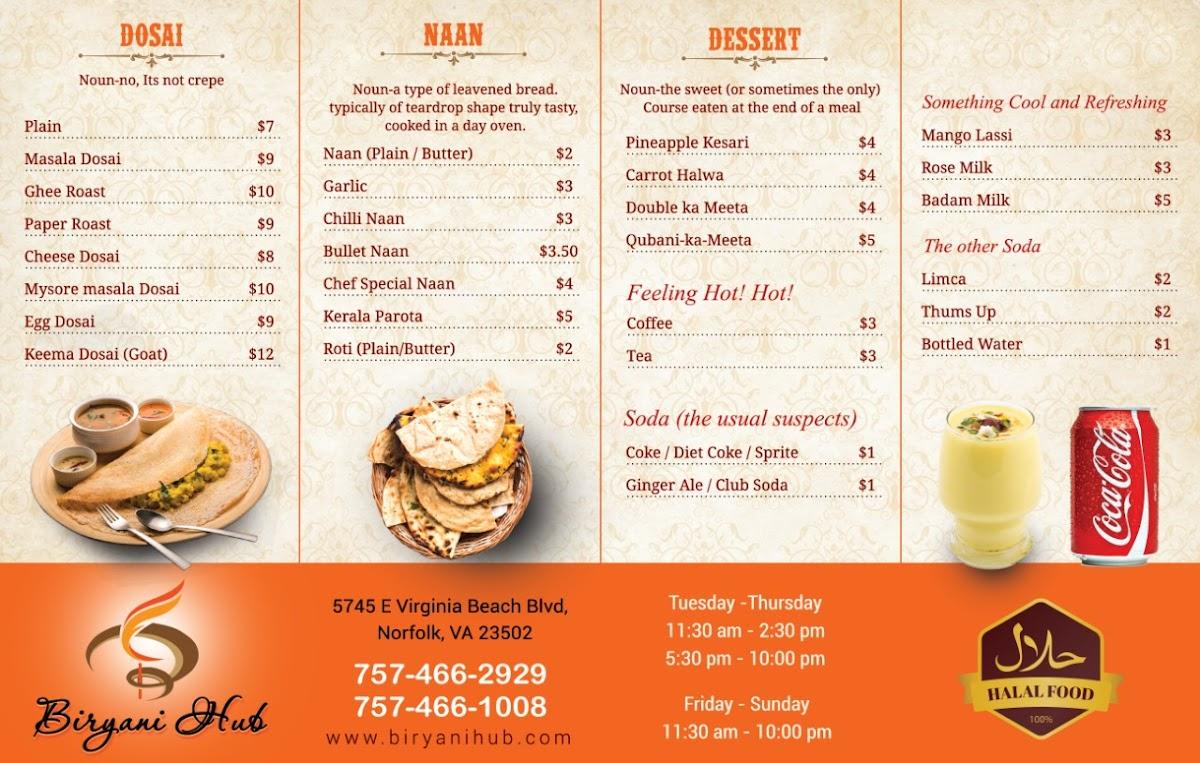 DOSAI
Noun-no, Its not crepe
Plain $7
Masala Dosai $9
Ghee Roast $10
Paper Roast $9
Cheese Dosai $8
Mysore masala Dosai $10
Egg Dosai $9
Keema Dosai (Goat) $12
NAAN
Noun-a type of leavened bread.
typically of teardrop shape truly tasty,
cooked in a day oven.
Naan (Plain / Butter) $2
Garlic $3
Chilli Naan $3
Bullet Naan $3.50
Chef Special Naan $4
Kerala Parota $5
Roti (Plain/Butter) $2
DESSERT
Noun-the sweet (or sometimes the only)
Course eaten at the end of a meal
Pineapple Kesari $4
Carrot Halwa $4
Double ka Meeta $4
Qubani-ka-Meeta $5
Feeling Hot! Hot!
Coffee $3
Tea $3
Soda (the usual suspects)
Coke / Diet Coke / Sprite $1
Ginger Ale / Club Soda $1
Something Cool and Refreshing
Mango Lassi $3
Rose Milk $3
Badam Milk $5
The other Soda
Limca $2
Thums Up $2
Bottled Water $1
Coca-Cola
Biryani Hub
5745 E Virginia Beach Blvd,
Norfolk, VA 23502
757-466-2929
757-466-1008
www.biryanihub.com
Tuesday -Thursday
11:30 am - 2:30 pm
5:30 pm - 10:00 pm
Friday - Sunday
11:30 am - 10:00 pm
حلال
HALAL FOOD
100%